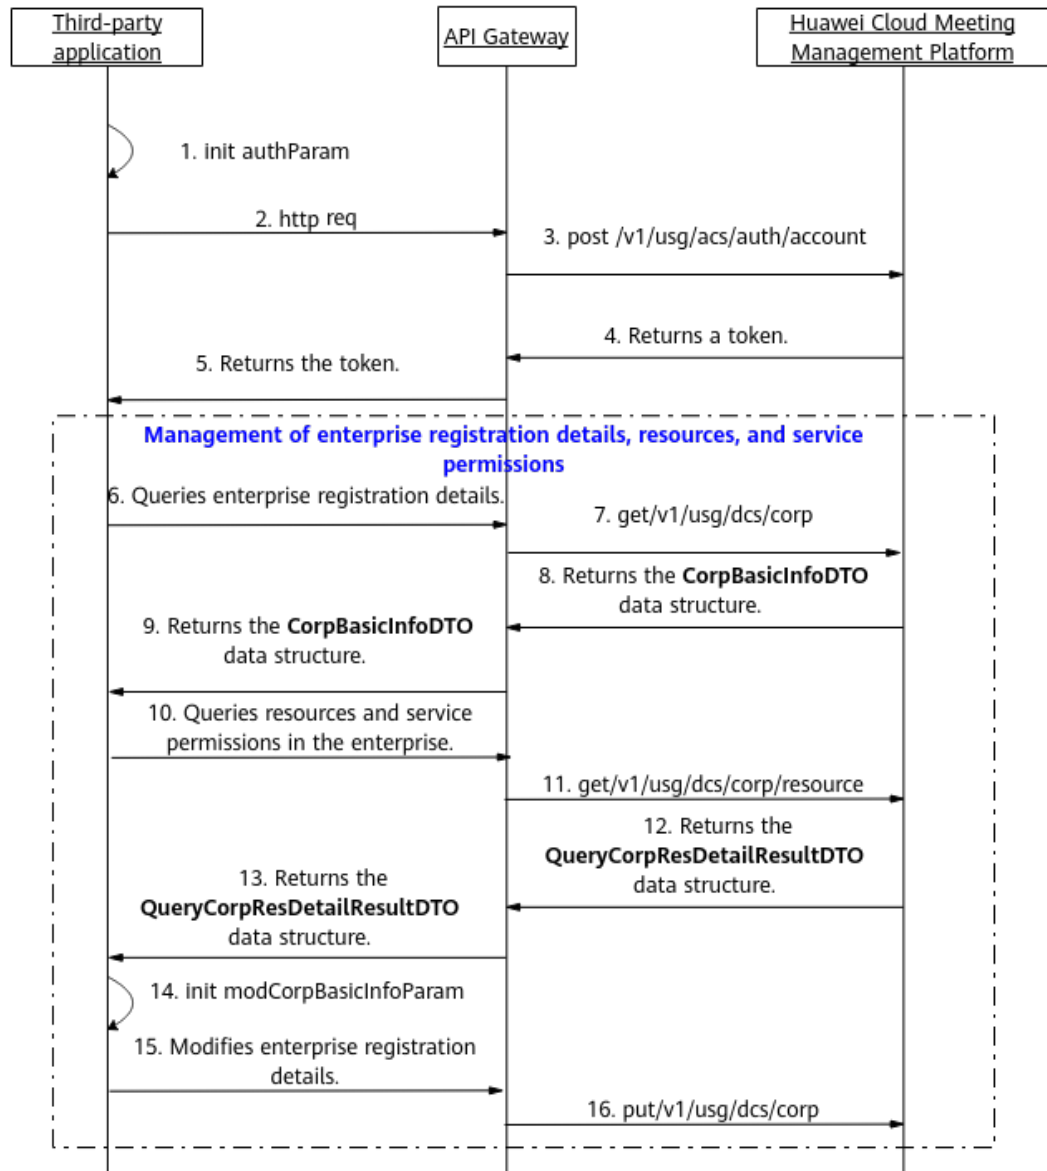 Third-party
application
API Gateway
Huawei Cloud Meeting
Management Platform
1. init authParam
2. http req
3. post /v1/usg/acs/auth/account
4. Returns a token.
5. Returns the token.
Management of enterprise registration details, resources, and service
permissions
6. Queries enterprise registration details.
7. get/v1/usg/dcs/corp
8. Returns the CorpBasicInfoDTO
data structure.
9. Returns the CorpBasicInfoDTO
data structure.
10. Queries resources and service
permissions in the enterprise.
11. get/v1/usg/dcs/corp/resource
12. Returns the
QueryCorpResDetailResultDTO
data structure.
13. Returns the
QueryCorpResDetailResultDTO
data structure.
14. init modCorpBasicInfoParam
15. Modifies enterprise registration
details.
16. put/v1/usg/dcs/corp